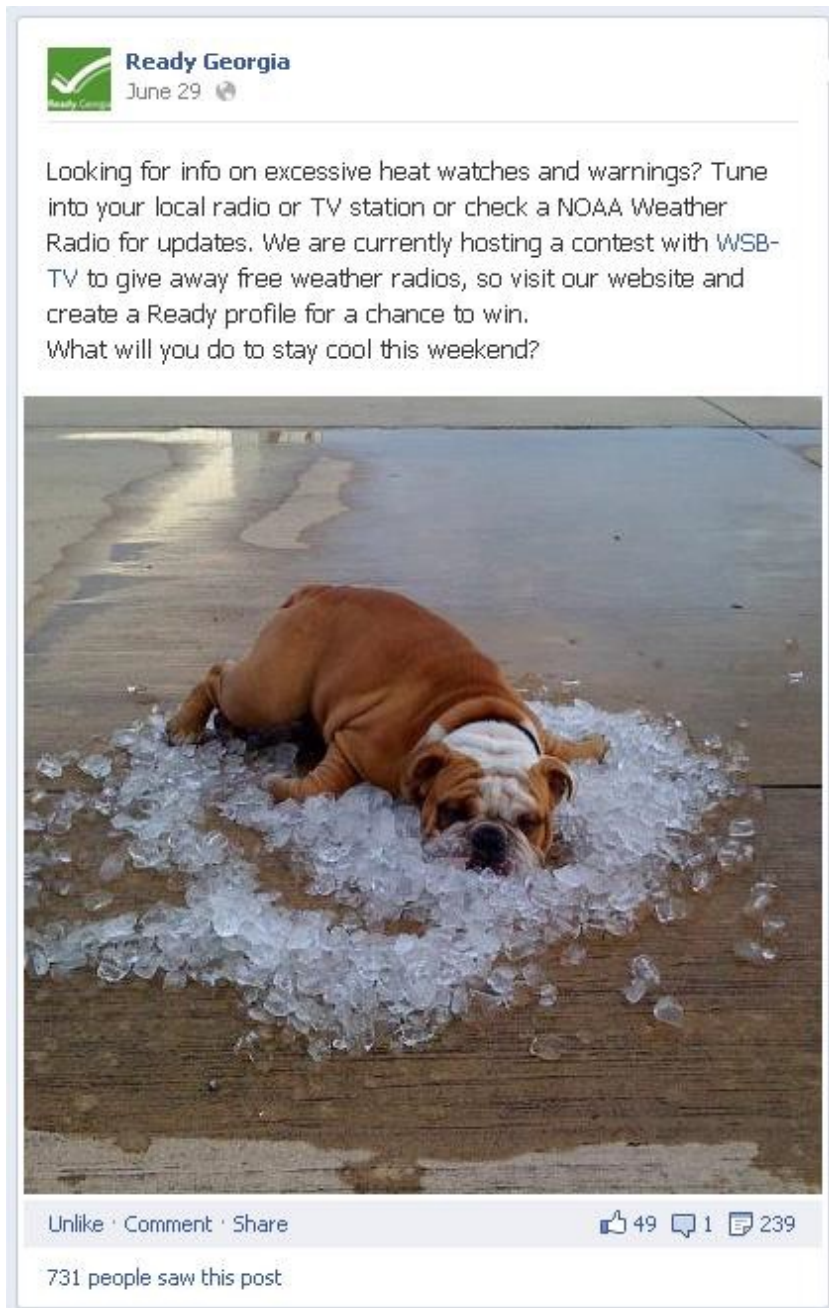 Ready Georgia
June 29
Ready Georgia
Looking for info on excessive heat watches and warnings? Tune
into your local radio or TV station or check a NOAA Weather
Radio for updates. We are currently hosting a contest with WSB-
TV to give away free weather radios, so visit our website and
create a Ready profile for a chance to win.
What will you do to stay cool this weekend?
Unlike · Comment · Share 49 1 239
731 people saw this post